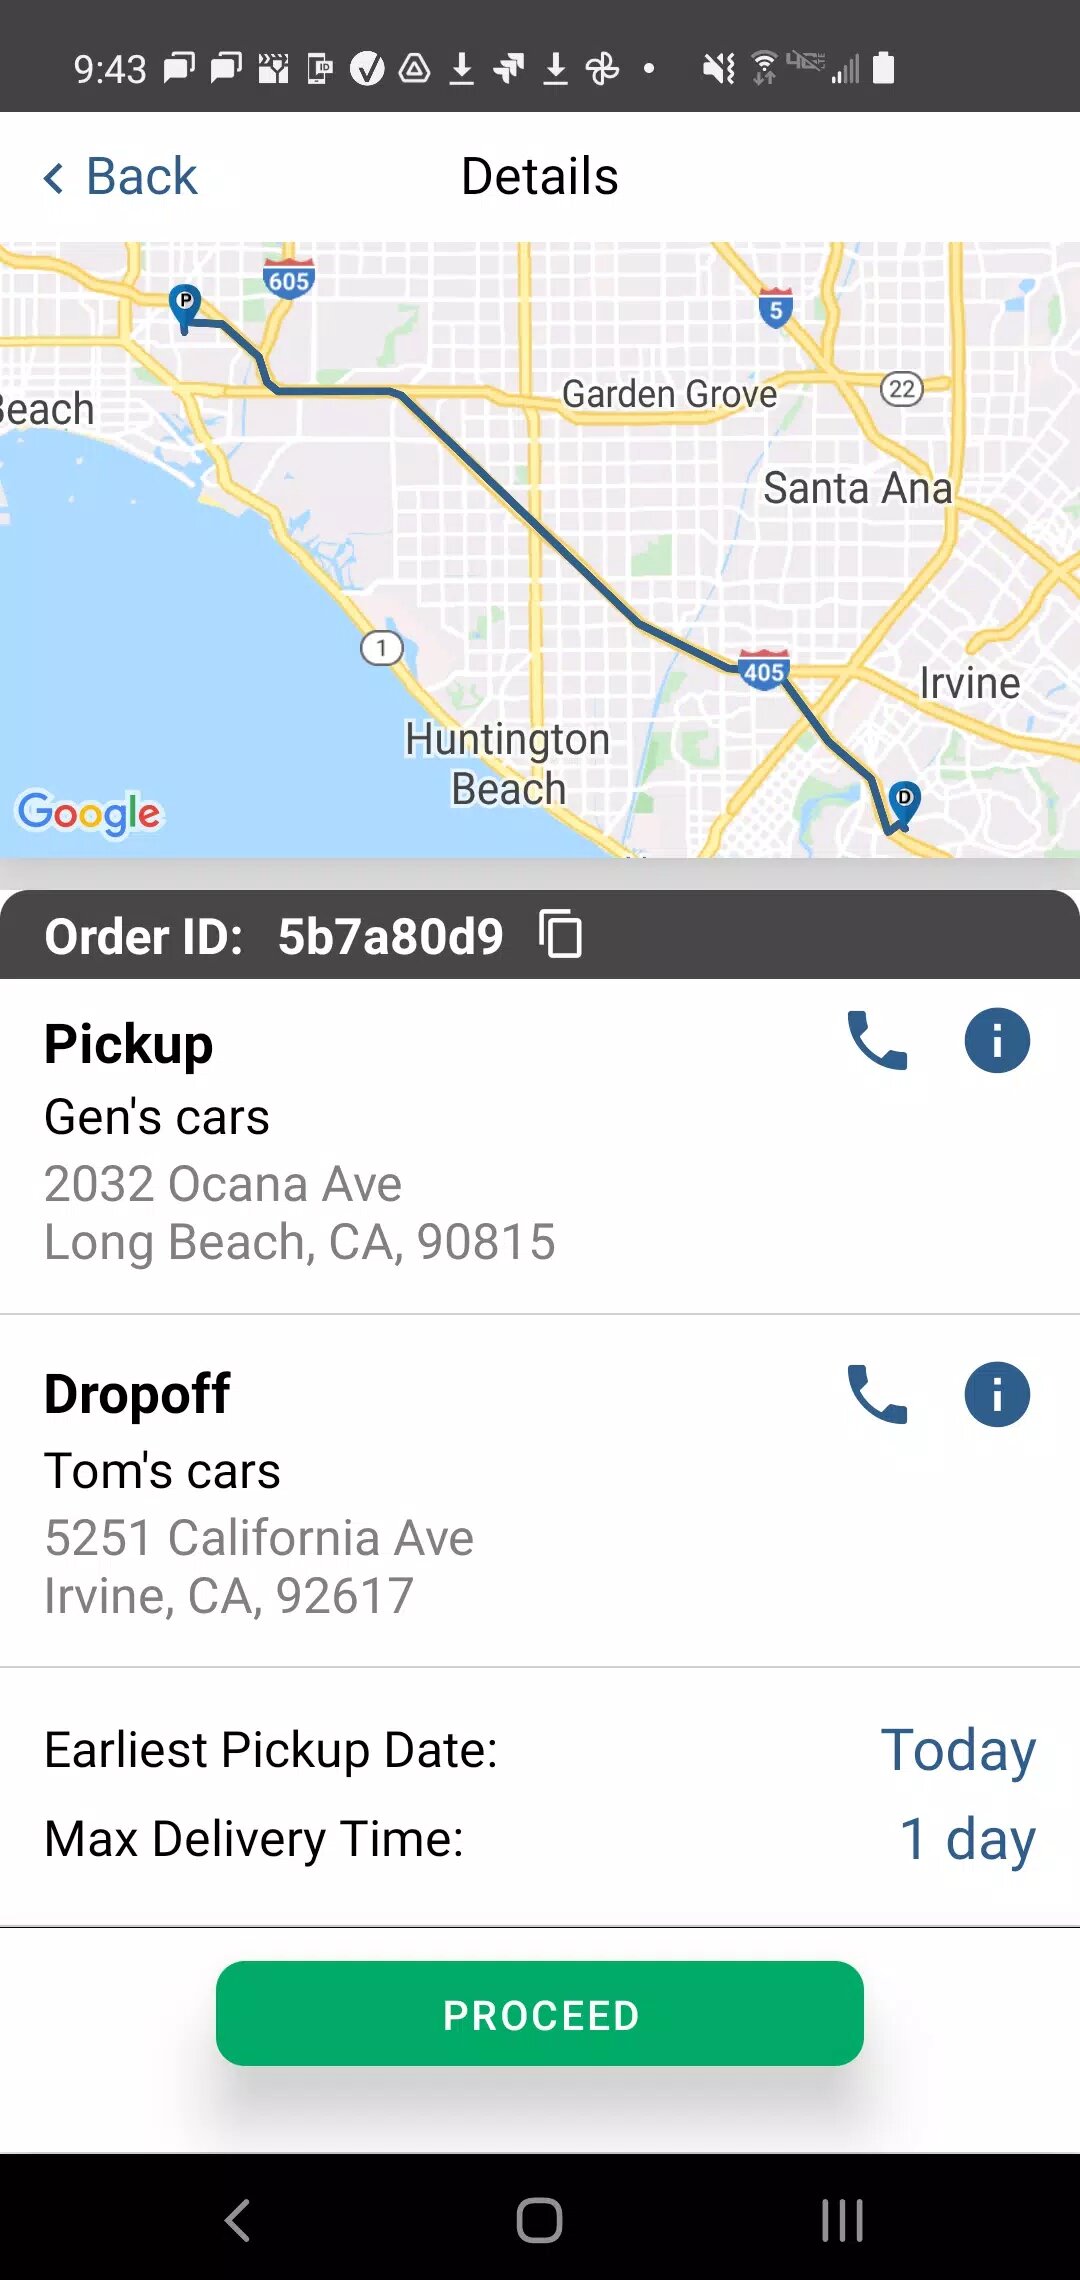 9:43
Back
Details
605
P
5
Garden Grove
22
Beach
Santa Ana
1
405
Irvine
Huntington
Beach
D
Google
Order ID: 5b7a80d9
Pickup
Gen's cars
2032 Ocana Ave
Long Beach, CA, 90815
Dropoff
Tom's cars
5251 California Ave
Irvine, CA, 92617
Earliest Pickup Date: Today
Max Delivery Time: 1 day
PROCEED